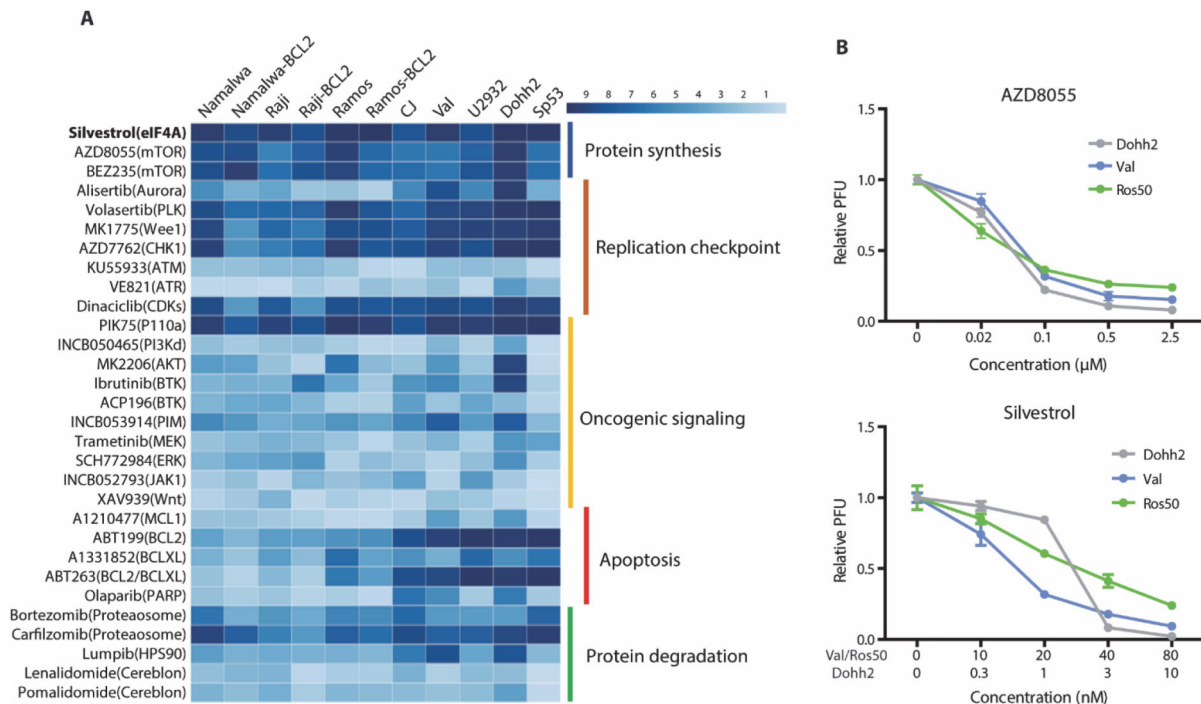 A
Namalwa
Namalwa-BCL2
Raji
Raji-BCL2
Ramos
Ramos-BCL2
CJ
Val
U2932
Dohh2
Sp53
9 8 7 6 5 4 3 2 1
Silvestrol(eIF4A)
AZD8055(mTOR)
BEZ235(mTOR)
Alisertib(Aurora)
Volasertib(PLK)
MK1775(Wee1)
AZD7762(CHK1)
KU55933(ATM)
VE821(ATR)
Dinaciclib(CDKs)
PIK75(P110a)
INCB050465(PI3Kd)
MK2206(AKT)
Ibrutinib(BTK)
ACP196(BTK)
INCB053914(PIM)
Trametinib(MEK)
SCH772984(ERK)
INCB052793(JAK1)
XAV939(Wnt)
A1210477(MCL1)
ABT199(BCL2)
A1331852(BCLXL)
ABT263(BCL2/BCLXL)
Olaparib(PARP)
Bortezomib(Proteaosome)
Carfilzomib(Proteaosome)
Lumpib(HPS90)
Lenalidomide(Cereblon)
Pomalidomide(Cereblon)
Protein synthesis
Replication checkpoint
Oncogenic signaling
Apoptosis
Protein degradation
B
AZD8055
Relative PFU
1.5
1.0
0.5
0.0
Dohh2
Val
Ros50
0 0.02 0.1 0.5 2.5
Concentration (μM)
Silvestrol
Relative PFU
1.5
1.0
0.5
0.0
Dohh2
Val
Ros50
Val/Ros50 0 10 20 40 80
Dohh2 0 0.3 1 3 10
Concentration (nM)